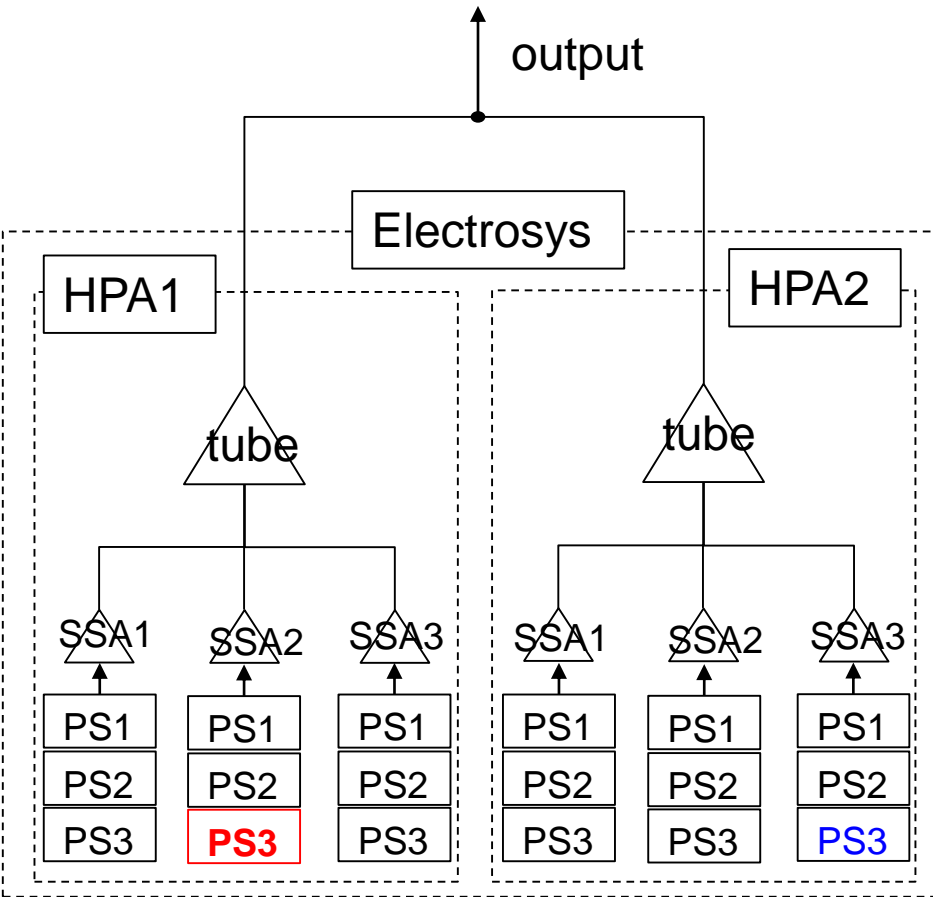 output
Electrosys
HPA1
HPA2
tube
tube
SSA1
SSA2
SSA3
SSA1
SSA2
SSA3
PS1
PS1
PS1
PS1
PS1
PS1
PS2
PS2
PS2
PS2
PS2
PS2
PS3
PS3
PS3
PS3
PS3
PS3